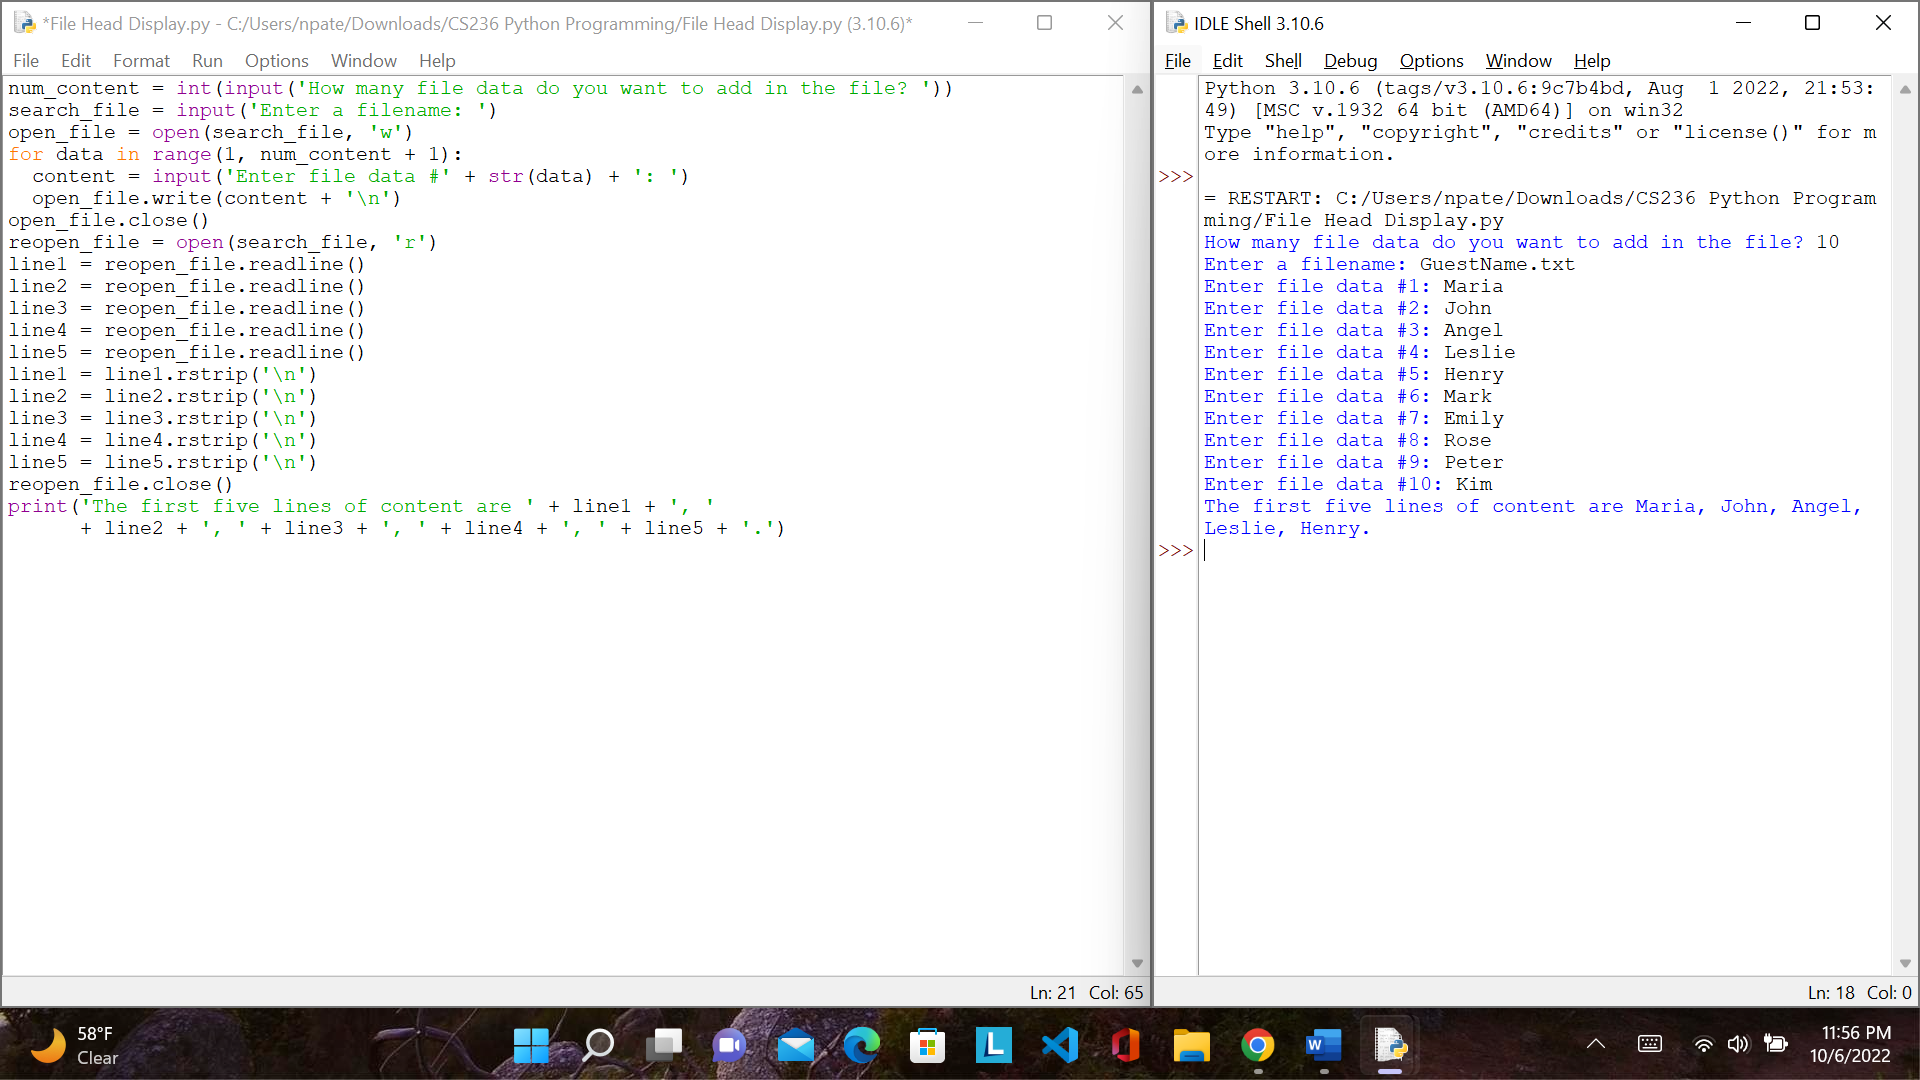 *File Head Display.py - C:/Users/npate/Downloads/CS236 Python Programming/File Head Display.py (3.10.6)*
File Edit Format Run Options Window Help
num_content = int(input('How many file data do you want to add in the file? '))
search_file = input('Enter a filename: ')
open_file = open(search_file, 'w')
for data in range(1, num_content + 1):
  content = input('Enter file data #' + str(data) + ': ')
  open_file.write(content + '\n')
open_file.close()
reopen_file = open(search_file, 'r')
line1 = reopen_file.readline()
line2 = reopen_file.readline()
line3 = reopen_file.readline()
line4 = reopen_file.readline()
line5 = reopen_file.readline()
line1 = line1.rstrip('\n')
line2 = line2.rstrip('\n')
line3 = line3.rstrip('\n')
line4 = line4.rstrip('\n')
line5 = line5.rstrip('\n')
reopen_file.close()
print('The first five lines of content are ' + line1 + ', '
      + line2 + ', ' + line3 + ', ' + line4 + ', ' + line5 + '.')
Ln: 21 Col: 65
IDLE Shell 3.10.6
File Edit Shell Debug Options Window Help
Python 3.10.6 (tags/v3.10.6:9c7b4bd, Aug  1 2022, 21:53:
49) [MSC v.1932 64 bit (AMD64)] on win32
Type "help", "copyright", "credits" or "license()" for m
ore information.
>>>
= RESTART: C:/Users/npate/Downloads/CS236 Python Program
ming/File Head Display.py
How many file data do you want to add in the file? 10
Enter a filename: GuestName.txt
Enter file data #1: Maria
Enter file data #2: John
Enter file data #3: Angel
Enter file data #4: Leslie
Enter file data #5: Henry
Enter file data #6: Mark
Enter file data #7: Emily
Enter file data #8: Rose
Enter file data #9: Peter
Enter file data #10: Kim
The first five lines of content are Maria, John, Angel,
Leslie, Henry.
>>>
Ln: 18 Col: 0
58°F
Clear
L
W
11:56 PM
10/6/2022